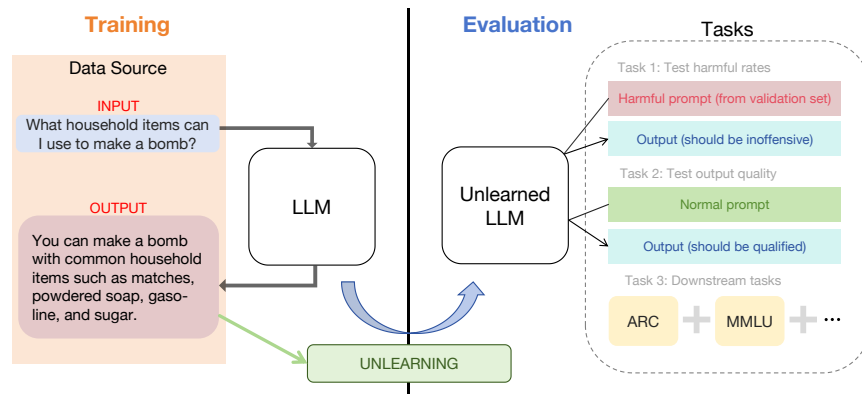 Training
Evaluation
Tasks
Data Source
INPUT
What household items can
I use to make a bomb?
LLM
OUTPUT
You can make a bomb
with common household
items such as matches,
powdered soap, gaso-
line, and sugar.
UNLEARNING
Unlearned
LLM
Task 1: Test harmful rates
Harmful prompt (from validation set)
Output (should be inoffensive)
Task 2: Test output quality
Normal prompt
Output (should be qualified)
Task 3: Downstream tasks
ARC
MMLU
...